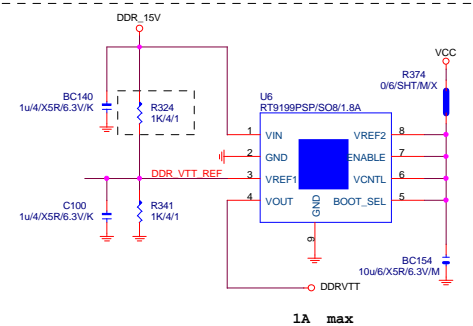 DDR_15V
VCC
BC140
1u/4/X5R/6.3V/K
R324
1K/4/1
R374
0/6/SHT/M/X
U6
RT9199PSP/SO8/1.8A
1 VIN VREF2 8
2 GND ENABLE 7
DDR_VTT_REF
3 VREF1 VCNTL 6
4 VOUT BOOT_SEL 5
GND
9
C100
1u/4/X5R/6.3V/K
R341
1K/4/1
BC154
10u/6/X5R/6.3V/M
DDRVTT
1A max